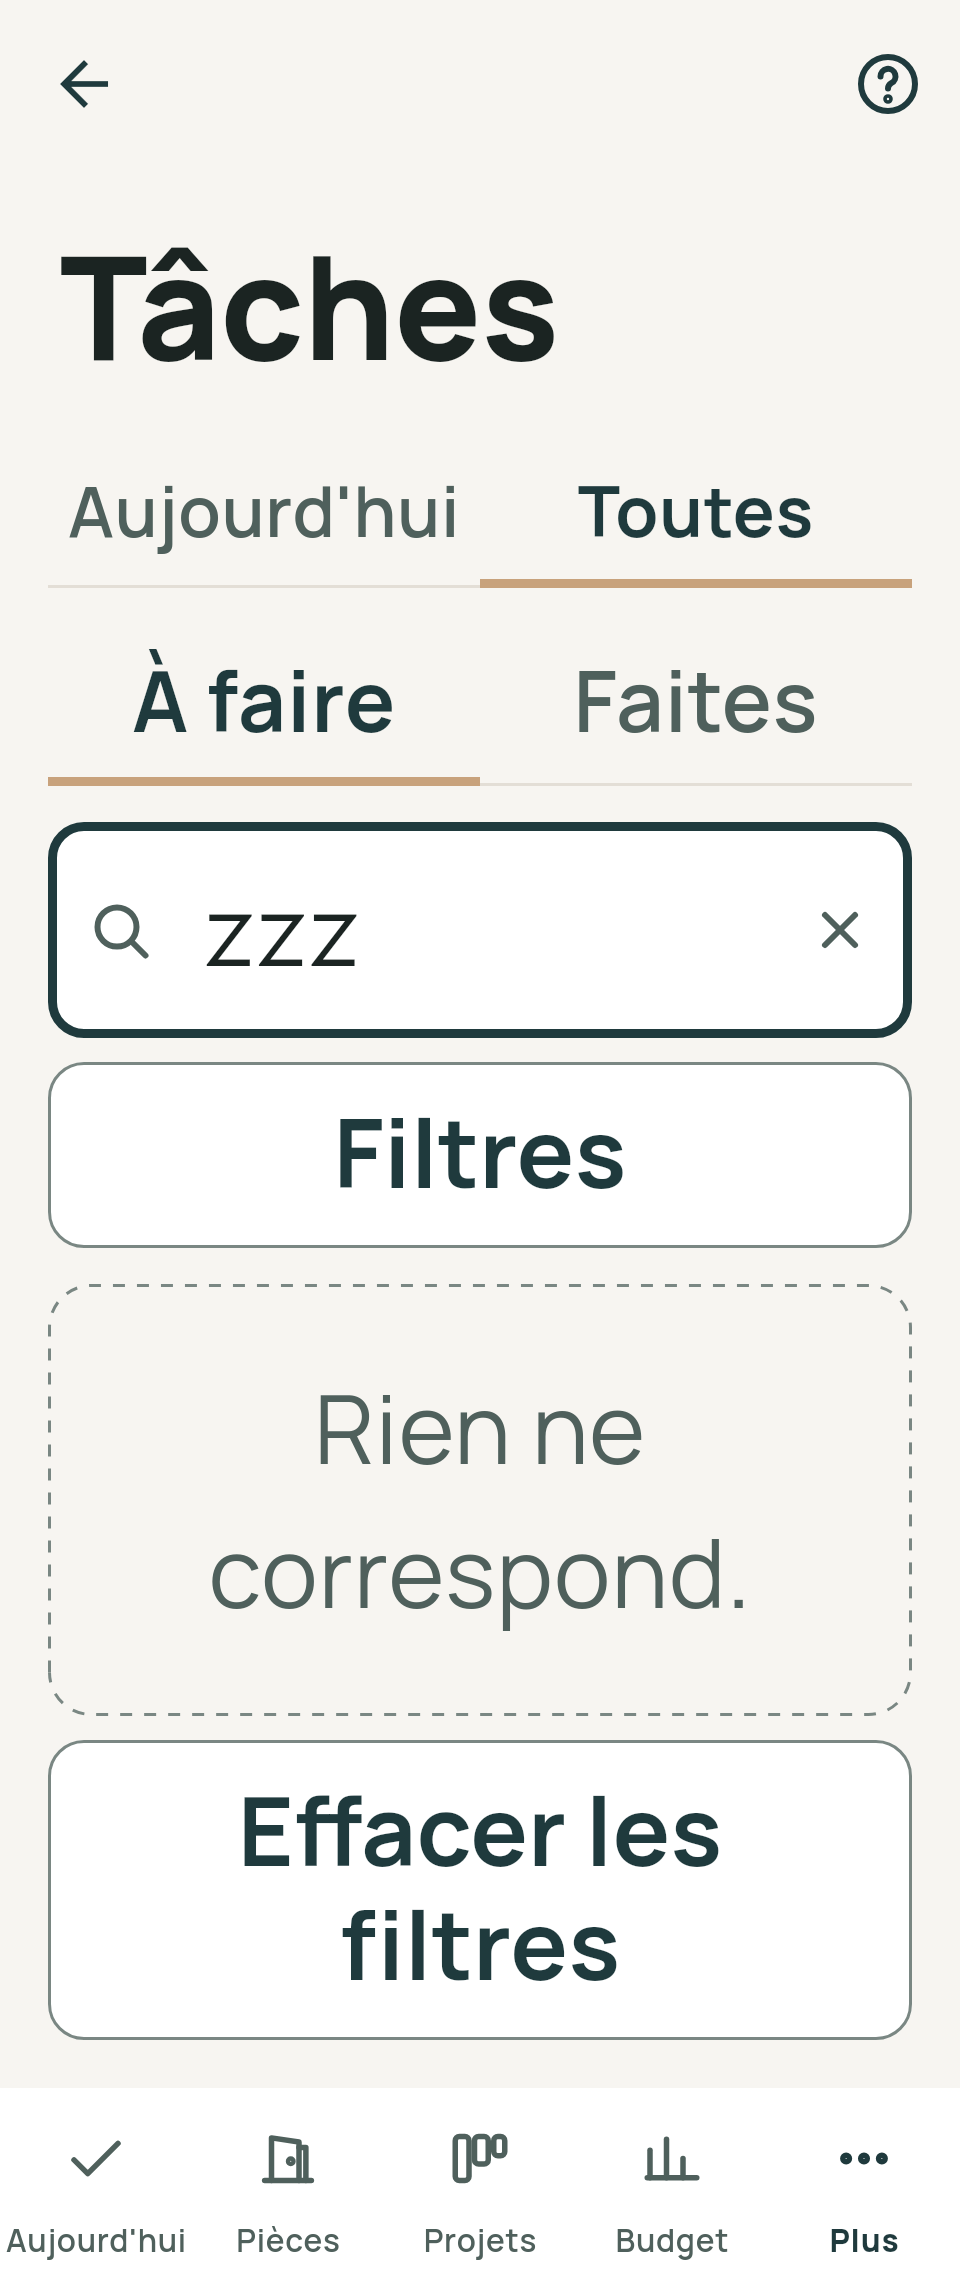 Tâches
Aujourd'hui Toutes
À faire Faites
zzz
Filtres
Rien ne
correspond.
Effacer les
filtres
Aujourd'hui Pièces Projets Budget Plus